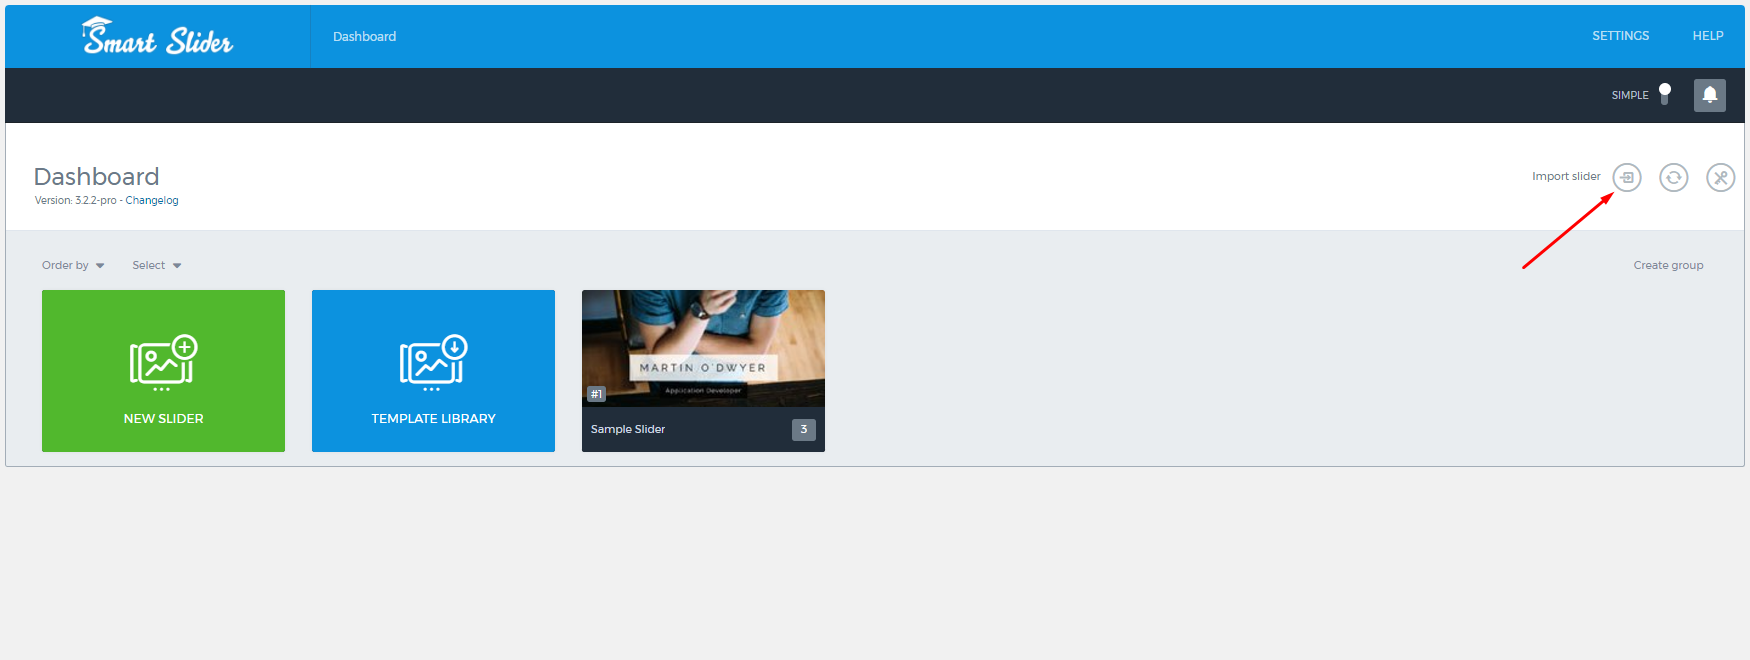 Smart Slider
Dashboard
SETTINGS
HELP
SIMPLE
Dashboard
Version: 3.2.2-pro - Changelog
Import slider
Order by
Select
Create group
NEW SLIDER
TEMPLATE LIBRARY
MARTIN O'DWYER
Application Developer
#1
Sample Slider
3